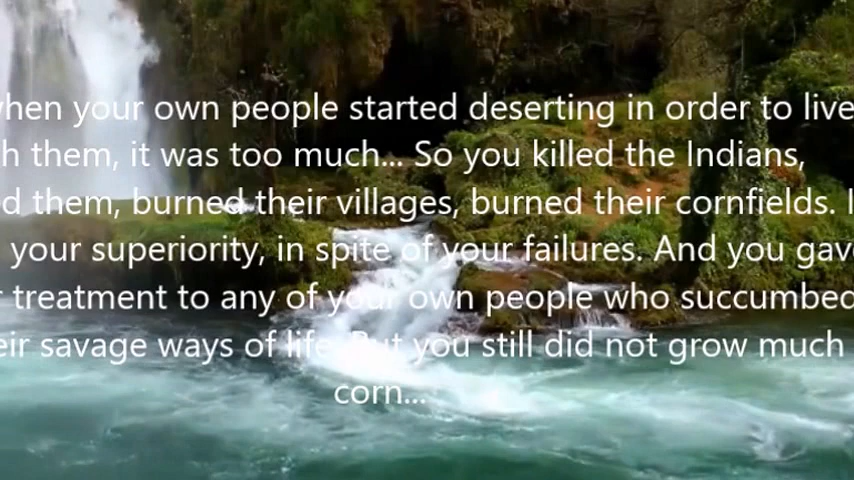 when your own people started deserting in order to live
them, it was too much... So you killed the Indians,
them, burned their villages, burned their cornfields.
your superiority, in spite of your failures. And you gave
treatment to any of your own people who succumbed
savage ways of life. But you still did not grow much
corn...